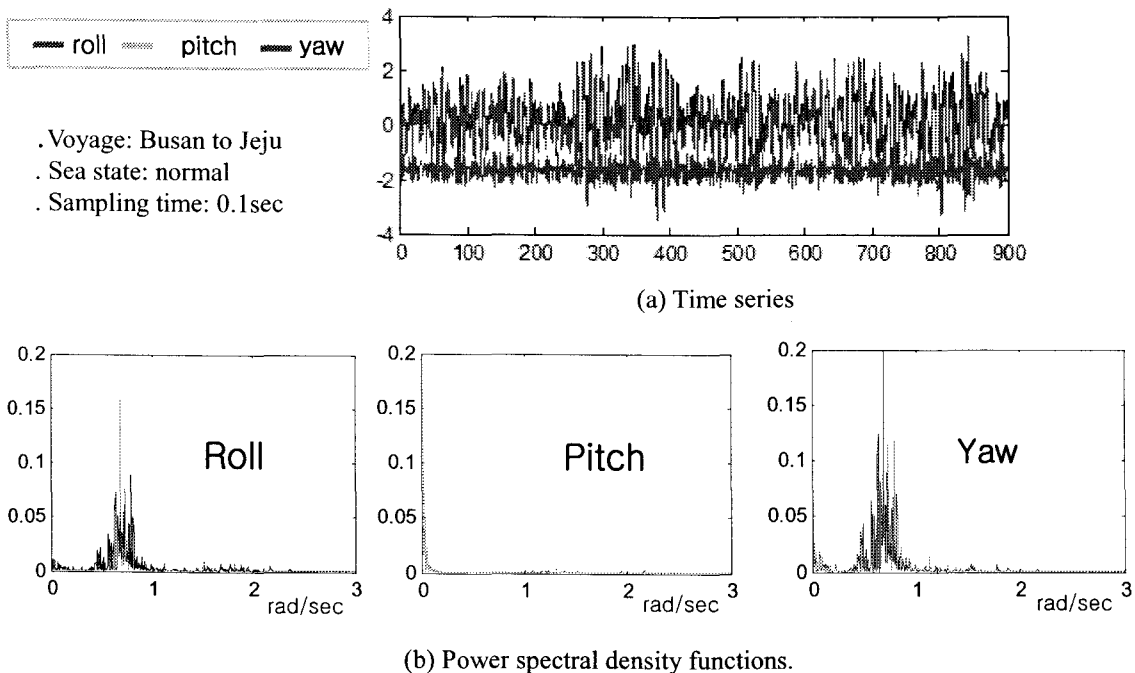 roll pitch yaw
. Voyage: Busan to Jeju
. Sea state: normal
. Sampling time: 0.1sec
4
2
0
-2
-4
0 100 200 300 400 500 600 700 800 900
(a) Time series
0.2
0.15
0.1
0.05
0
Roll
0 1 2 3
rad/sec
0.2
0.15
0.1
0.05
0
Pitch
0 1 2 3
rad/sec
0.2
0.15
0.1
0.05
0
Yaw
0 1 2 3
rad/sec
(b) Power spectral density functions.